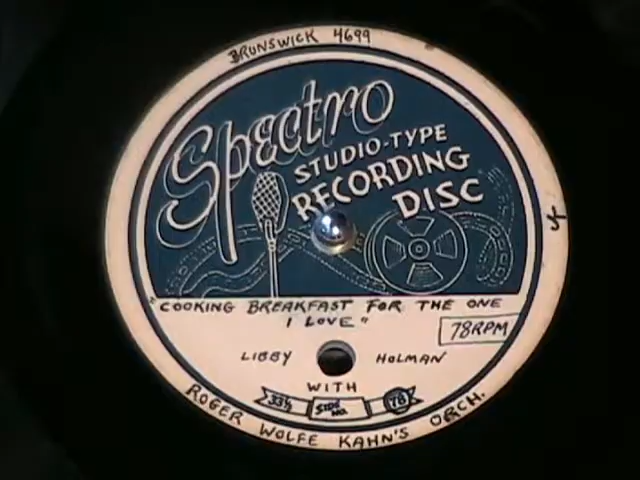 BRUNSWICK 4699
Spectro
STUDIO-TYPE
RECORDING
DISC
"COOKING BREAKFAST FOR THE ONE
I LOVE"
78RPM
LIBBY HOLMAN
WITH
33⅓ SIDE NO. 78
ROGER WOLFE KAHN'S ORCH.